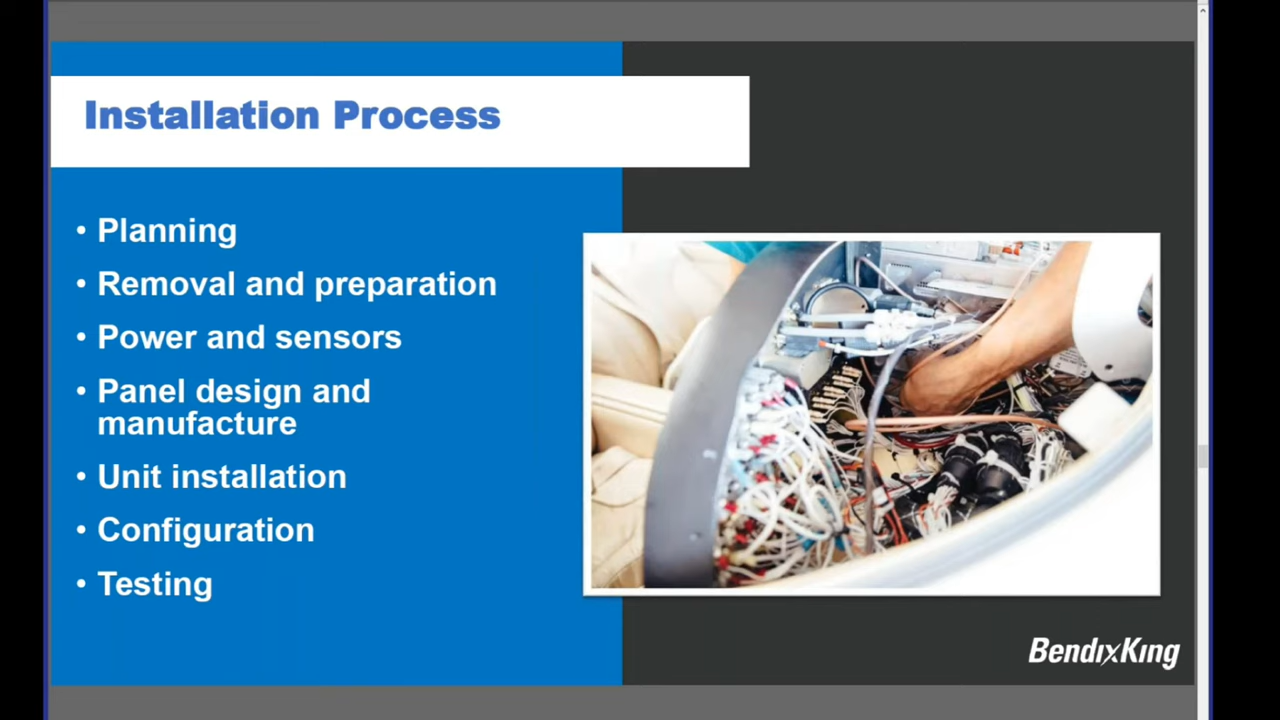 Installation Process
• Planning
• Removal and preparation
• Power and sensors
• Panel design and
manufacture
• Unit installation
• Configuration
• Testing
BendixKing